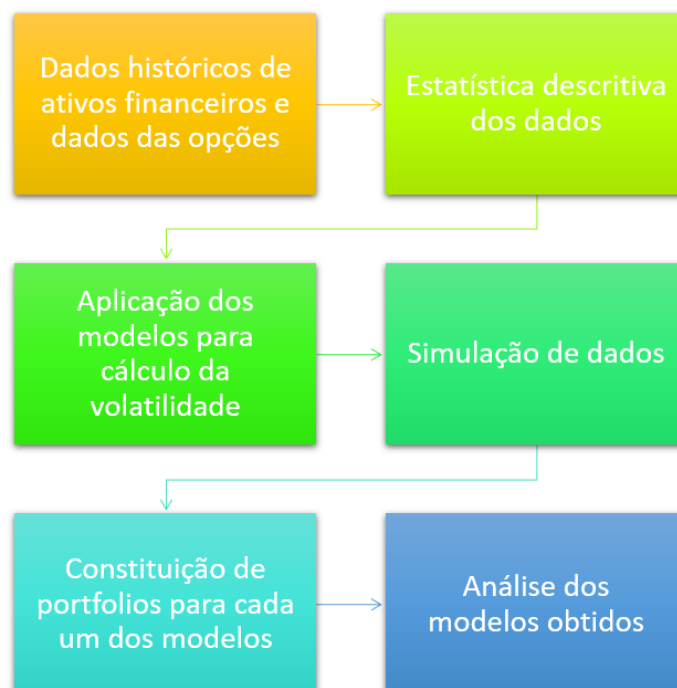 Dados históricos de
ativos financeiros e
dados das opções
Estatística descritiva
dos dados
Aplicação dos
modelos para
cálculo da
volatilidade
Simulação de dados
Constituição de
portfolios para cada
um dos modelos
Análise dos
modelos obtidos